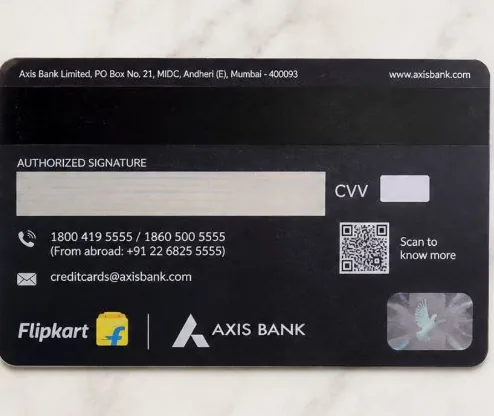 Axis Bank Limited, PO Box No. 21, MIDC, Andheri (E), Mumbai - 400093
www.axisbank.com
AUTHORIZED SIGNATURE
CVV
1800 419 5555 / 1860 500 5555
(From abroad: +91 22 6825 5555)
Scan to
know more
creditcards@axisbank.com
Flipkart
AXIS BANK